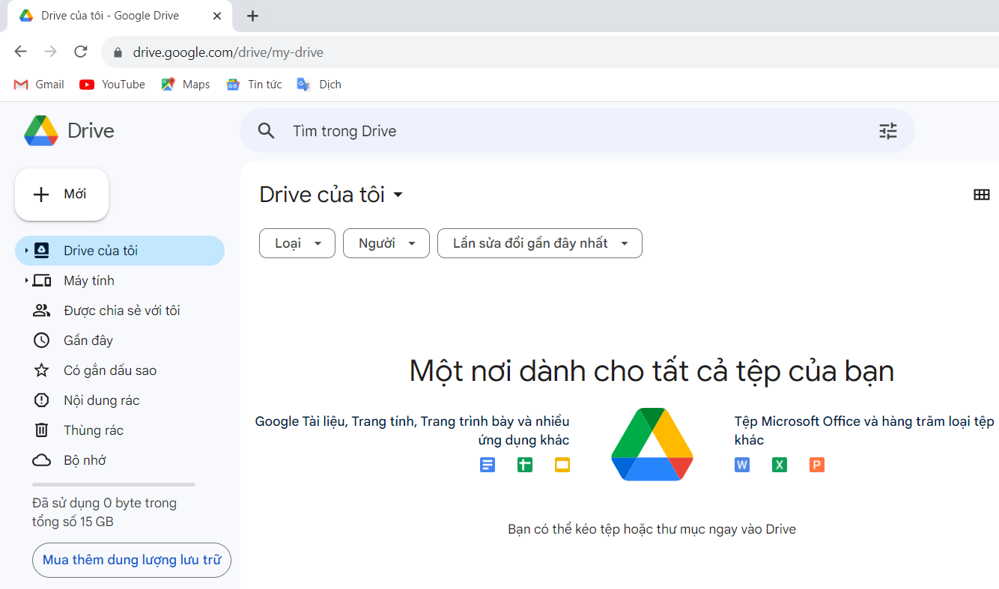 Drive của tôi - Google Drive
drive.google.com/drive/my-drive
Gmail YouTube Maps Tin tức Dịch
Drive
Tìm trong Drive
Mới
Drive của tôi
Máy tính
Được chia sẻ với tôi
Gần đây
Có gắn dấu sao
Nội dung rác
Thùng rác
Bộ nhớ
Đã sử dụng 0 byte trong
tổng số 15 GB
Mua thêm dung lượng lưu trữ
Drive của tôi
Loại Người Lần sửa đổi gần đây nhất
Một nơi dành cho tất cả tệp của bạn
Google Tài liệu, Trang tính, Trang trình bày và nhiều
ứng dụng khác
Tệp Microsoft Office và hàng trăm loại tệp
khác
W X P
Bạn có thể kéo tệp hoặc thư mục ngay vào Drive